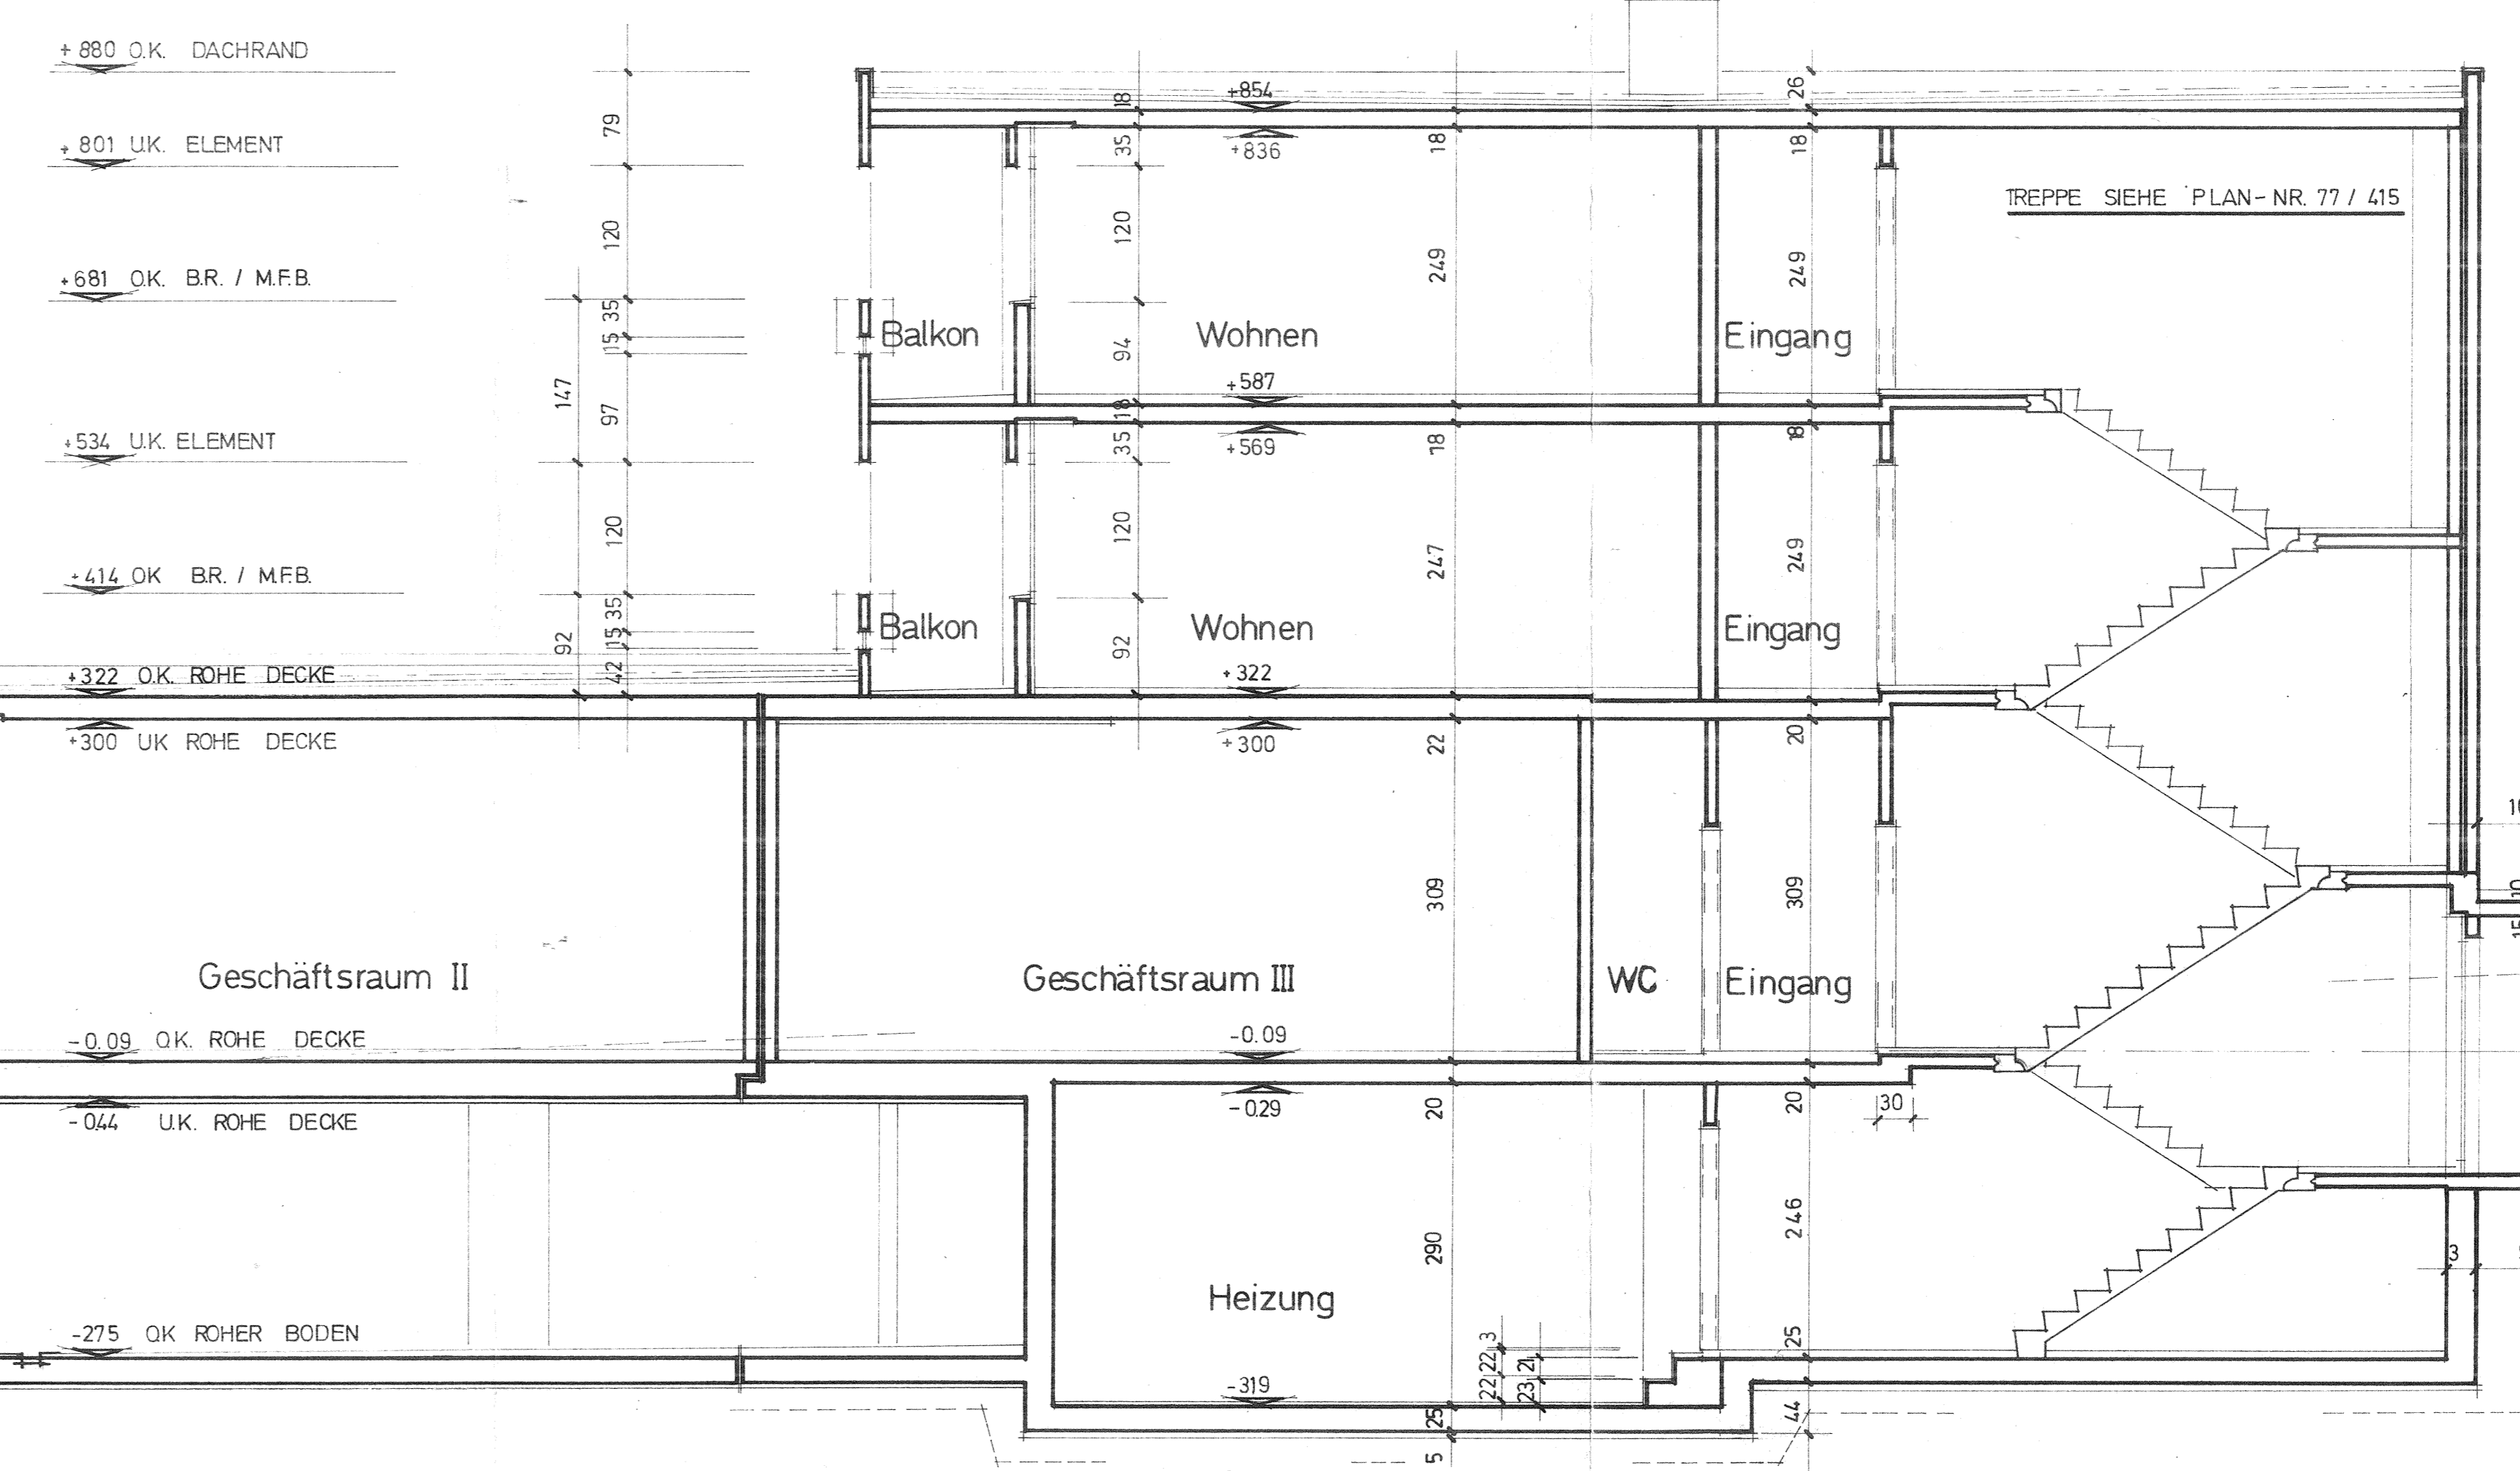 + 880 O.K. DACHRAND
+ 801 U.K. ELEMENT
+681 O.K. B.R. / M.F.B.
+534 U.K. ELEMENT
+414 OK B.R. / M.F.B.
+322 O.K. ROHE DECKE
+300 UK ROHE DECKE
Geschäftsraum II
-0.09 O.K. ROHE DECKE
-044 U.K. ROHE DECKE
-275 OK ROHER BODEN
147
92
79
120
35
15
97
120
35
15
42
Balkon
Balkon
18
35
120
94
18
35
120
92
+854
+836
Wohnen
+587
+569
Wohnen
+322
+300
Geschäftsraum III
-0.09
-029
Heizung
-319
18
249
18
247
22
309
20
290
25
5
3
22
22
21
23
WC
Eingang
Eingang
Eingang
26
18
249
18
249
20
309
20
246
25
44
30
TREPPE SIEHE PLAN-NR. 77 / 415
10
15
3